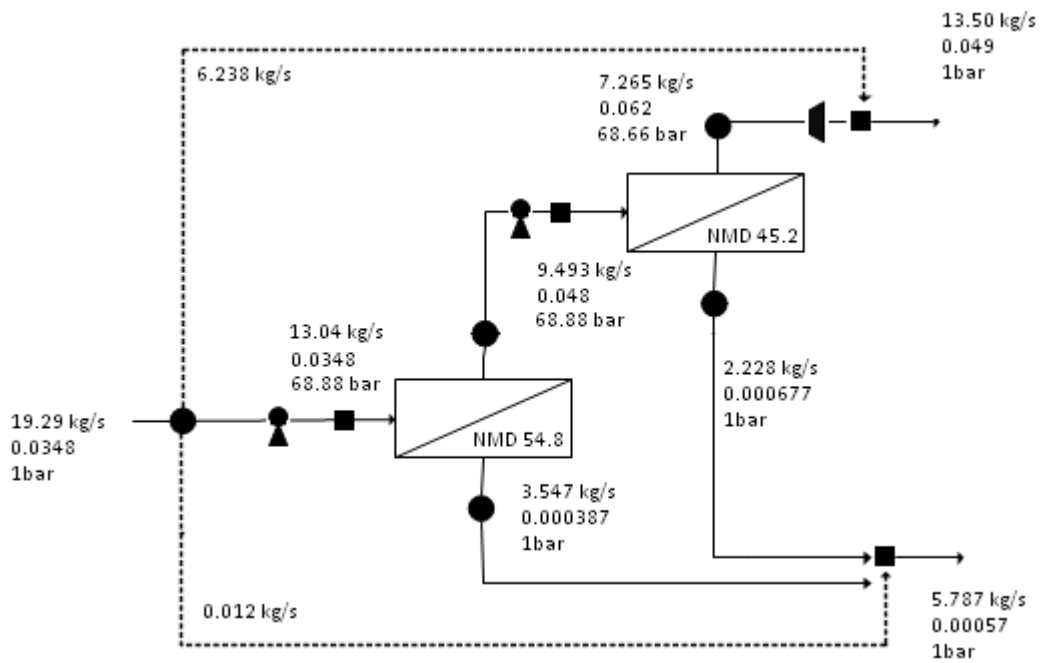 13.50 kg/s
0.049
1bar
6.238 kg/s
7.265 kg/s
0.062
68.66 bar
NMD 45.2
9.493 kg/s
0.048
68.88 bar
13.04 kg/s
0.0348
68.88 bar
2.228 kg/s
0.000677
1bar
19.29 kg/s
0.0348
1bar
NMD 54.8
3.547 kg/s
0.000387
1bar
0.012 kg/s
5.787 kg/s
0.00057
1bar